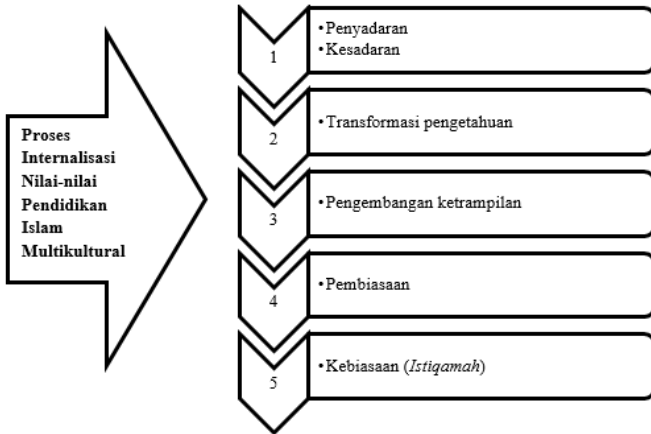 Proses
Internalisasi
Nilai-nilai
Pendidikan
Islam
Multikultural
1
•Penyadaran
•Kesadaran
2
•Transformasi pengetahuan
3
•Pengembangan ketrampilan
4
•Pembiasaan
5
•Kebiasaan (Istiqamah)